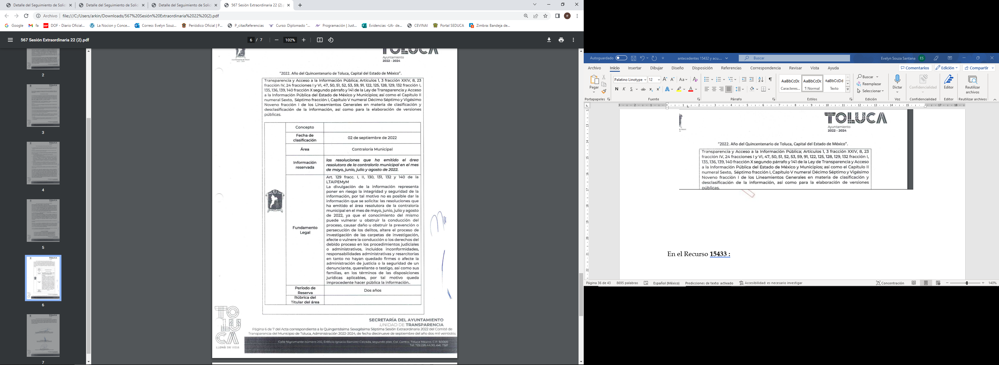 Detalle del Seguimiento de Solic
Detalle del Seguimiento de Solic
Detalle del Seguimiento de Solic
567 Sesión Extraordinaria 22 (2).p
Archivo
file:///C:/Users/arkin/Downloads/567%20Sesión%20Extraordinaria%2022%20(2).pdf
e
Google
fa
DOF - Diario Oficial...
La Nocion y Conce...
Correo: Evelyn Souz...
Periódico Oficial | P...
P_citasReferencias
Curso: Diplomado "...
Programación | Just...
Evidencias -UA- de...
CEVINAI
Portal SEDUCA
Zimbra: Bandeja de...
567 Sesión Extraordinaria 22 (2).pdf
6 / 7
102%
2
3
4
5
6
7
TOLUCA
Ayuntamiento
2022 - 2024
"2022. Año del Quincentenario de Toluca, Capital del Estado de México".
Transparencia y Acceso a la Información Pública; Artículos 1, 3 fracción XXIV, 8, 23
fracción IV, 24 fracciones I y VI, 47, 50, 51, 52, 53, 59, 91, 122, 125, 128, 129, 132 fracción I,
135, 136, 139, 140 fracción X segundo párrafo y 141 de la Ley de Transparencia y Acceso
a la Información Pública del Estado de México y Municipios; así como el Capítulo II
numeral Sexto, Séptimo fracción I, Capítulo V numeral Décimo Séptimo y Vigésimo
Noveno fracción I de los Lineamientos Generales en materia de clasificación y
desclasificación de la información, así como para la elaboración de versiones
públicas.
Concepto
Fecha de
clasificación
02 de septiembre de 2022
Área
Contraloría Municipal
Información
reservada
las resoluciones que ha emitido el área
resolutora de la contraloría municipal en el mes
de mayo, junio, julio y agosto de 2022.
Fundamento
Legal
Art. 129 fracc. I, II, 130, 131, 132 y 140 de la
LTAIPEMyM
La divulgación de la información representa
poner en riesgo la integridad y seguridad de la
información, por tal motivo no es posible dar la
información que se solicita: las resoluciones que
ha emitido el área resolutora de la contraloría
municipal en el mes de mayo, junio, julio y agosto
de 2022, ya que el conocimiento del mismo
puede vulnerar u obstruir la conducción del
proceso, causar daño u obstruir la prevención o
persecución de los delitos, altere el proceso de
investigación de las carpetas de investigación,
afecte o vulnere la conducción o los derechos del
debido proceso en los procedimientos judiciales
o administrativos, incluidos inconformidades,
responsabilidades administrativas y resarcitorias
en tanto no hayan quedado firmes o afecte la
administración de justicia o la seguridad de un
denunciante, querellante o testigo, así como sus
familias, en los términos de las disposiciones
jurídicas aplicables, por tal motivo queda
improcedente hacer pública la información..
Período de
Reserva
Dos años
Rúbrica del
Titular del área
TOLUCA
LLENA DE VIDA
SECRETARÍA DEL AYUNTAMIENTO
UNIDAD DE TRANSPARENCIA
Página 6 de 7 del Acta correspondiente a la Quingentésima Sexagésima Séptima Sesión Extraordinaria 2022 del Comité de
Transparencia del Municipio de Toluca, Administración 2022-2024, de fecha diecinueve de septiembre del año dos mil veintidós.
Calle Nigromante número 202, Edificio Ignacio Ramírez Calzada, segundo piso, Col. Centro, Toluca México. C.P. 50000
Tel: 722.226.44.90, ext. 7321
Autoguardado
antecedentes 15432 y acu....
Buscar
Evelyn Souza Santana
ES
Archivo
Inicio
Insertar
Dibujar
Diseño
Disposición
Referencias
Correspondencia
Revisar
Vista
Ayuda
Comentarios
Edición
Compartir
Pegar
Palatino Linotype
12
N K S ab x₂ x²
AaBbCcDc
Caracteres...
AaBbCcDc
¶ Normal
AaBbCcDd
Texto
Buscar
Reemplazar
Seleccionar
Dictar
Confidencialidad
Editor
Reutilizar
archivos
Portapapeles
Fuente
Párrafo
Estilos
Edición
Voz
Confidencialidad
Editor
Reutilizar archivos
TOLUCA
Ayuntamiento
2022 - 2024
"2022. Año del Quincentenario de Toluca, Capital del Estado de México".
Transparencia y Acceso a la Información Pública; Artículos 1, 3 fracción XXIV, 8, 23
fracción IV, 24 fracciones I y VI, 47, 50, 51, 52, 53, 59, 91, 122, 125, 128, 129, 132 fracción I,
135, 136, 139, 140 fracción X segundo párrafo y 141 de la Ley de Transparencia y Acceso
a la Información Pública del Estado de México y Municipios; así como el Capítulo II
numeral Sexto, Séptimo fracción I, Capítulo V numeral Décimo Séptimo y Vigésimo
Noveno fracción I de los Lineamientos Generales en materia de clasificación y
desclasificación de la información, así como para la elaboración de versiones
públicas.
En el Recurso 15433 :
Página 36 de 43
8695 palabras
Español (México)
Predicciones de texto: activado
Accesibilidad: es necesario investigar
Concentración
140%